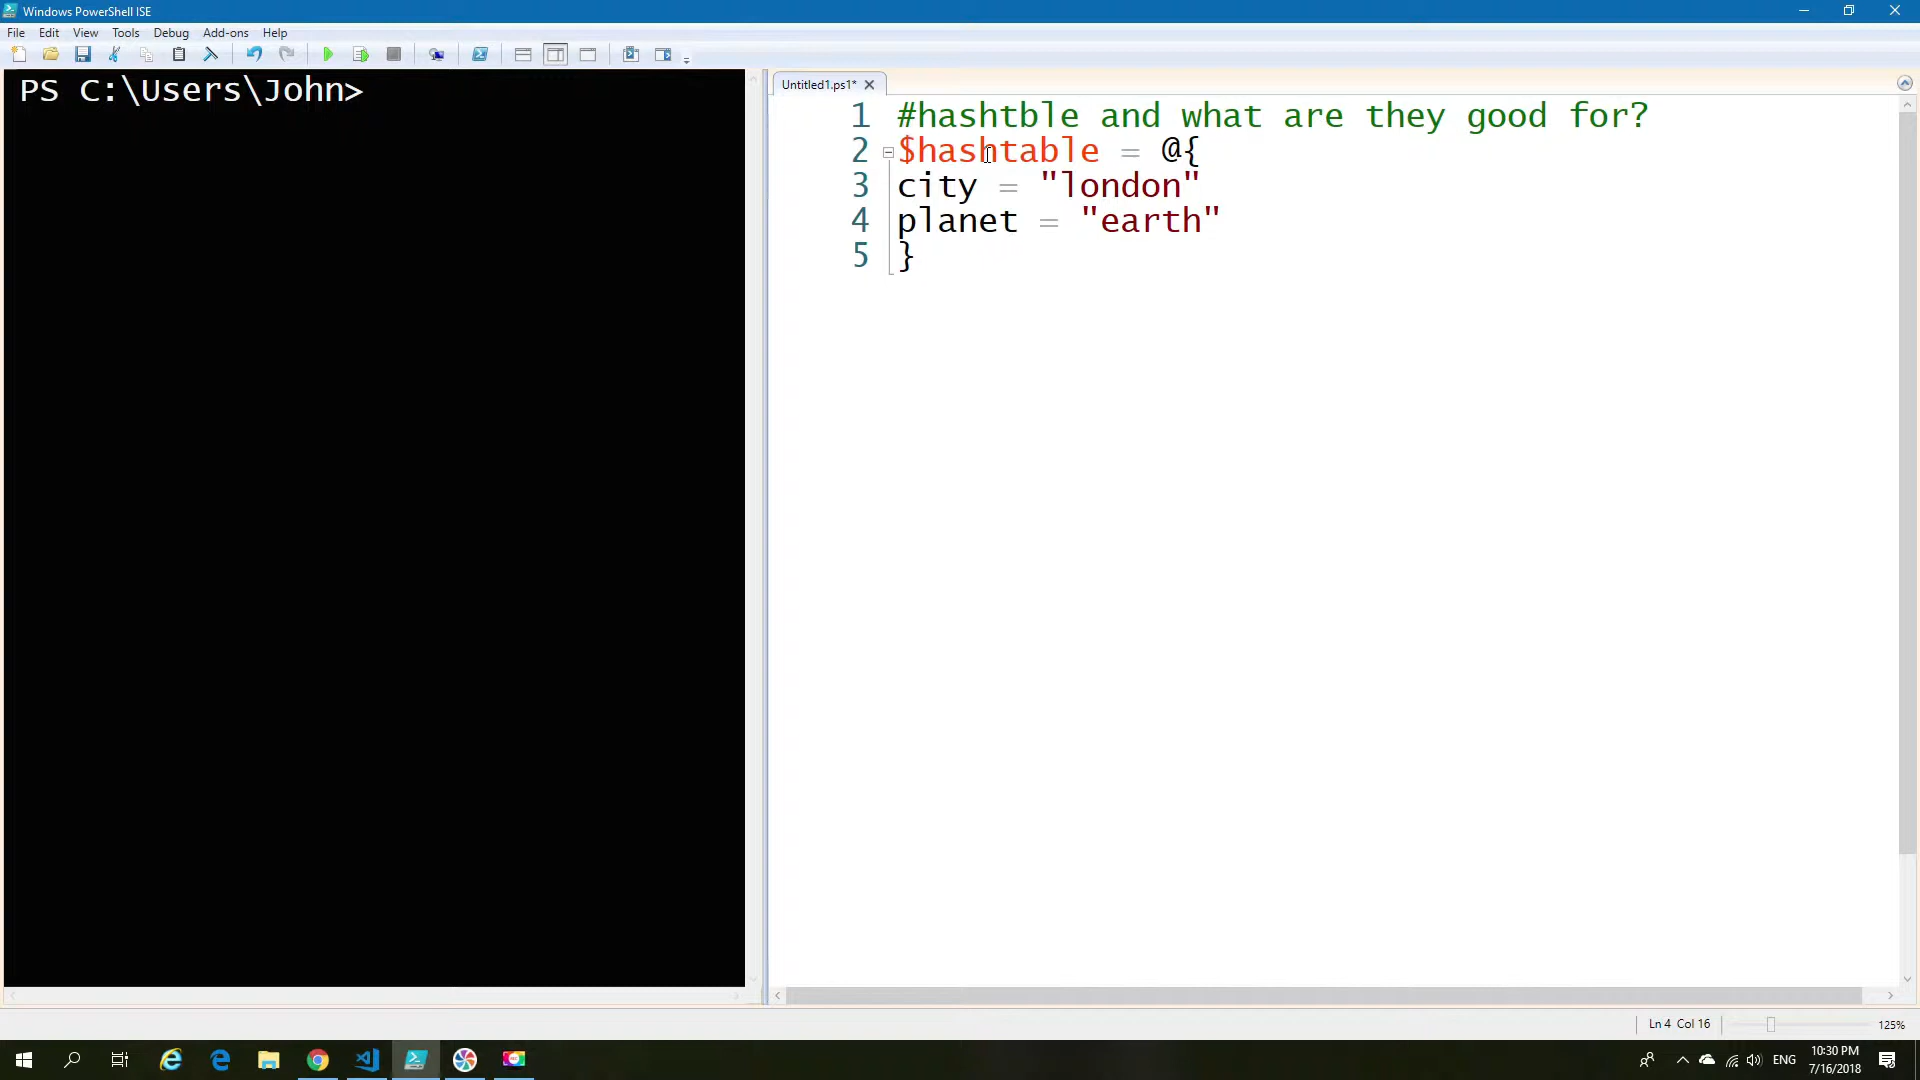 Windows PowerShell ISE
File Edit View Tools Debug Add-ons Help
PS C:\Users\John>
Untitled1.ps1*
1 #hashtble and what are they good for?
2 $hashtable = @{
3 city = "london"
4 planet = "earth"
5 }
Ln 4 Col 16
125%
ENG
10:30 PM
7/16/2018